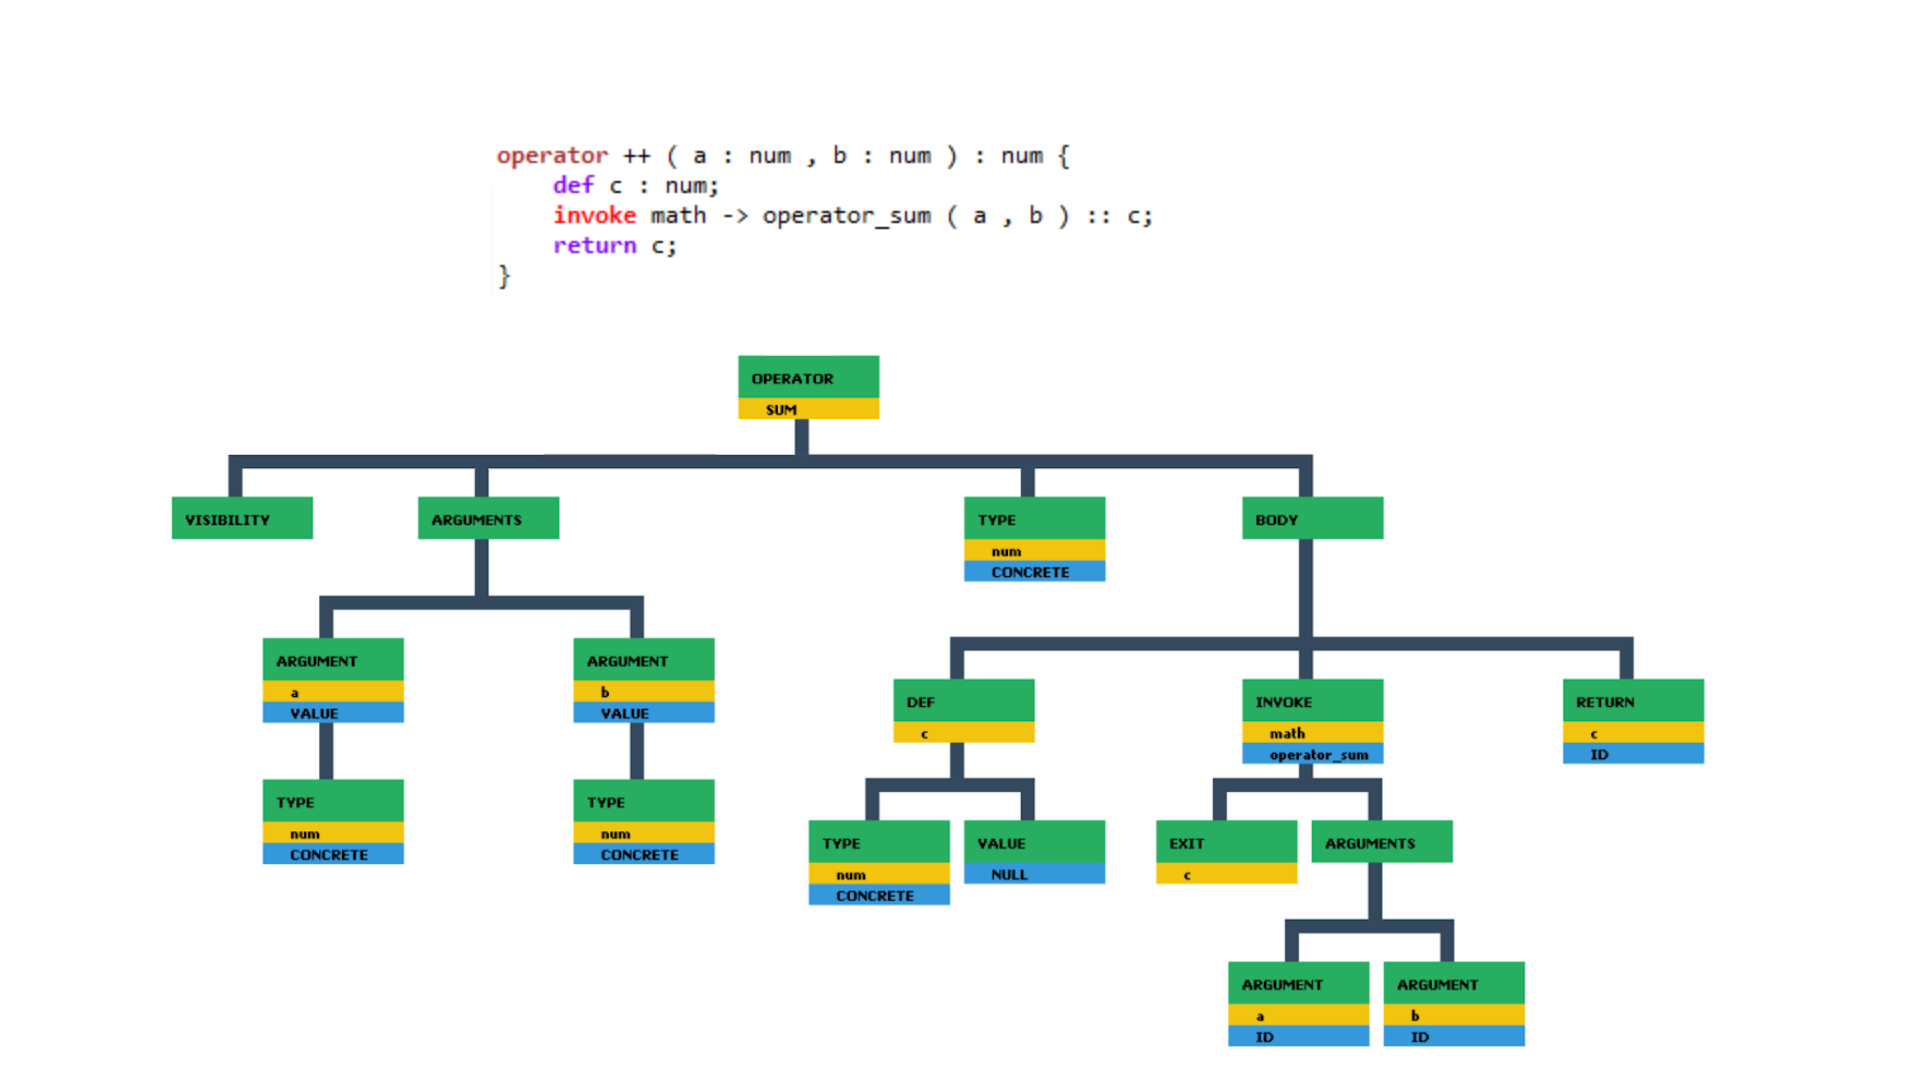 operator ++ ( a : num , b : num ) : num {
def c : num;
invoke math -> operator_sum ( a , b ) :: c;
return c;
}
OPERATOR
SUM
VISIBILITY
ARGUMENTS
TYPE
num
CONCRETE
BODY
ARGUMENT
a
VALUE
ARGUMENT
b
VALUE
TYPE
num
CONCRETE
TYPE
num
CONCRETE
DEF
c
INVOKE
math
operator_sum
RETURN
c
ID
TYPE
num
CONCRETE
VALUE
NULL
EXIT
c
ARGUMENTS
ARGUMENT
a
ID
ARGUMENT
b
ID